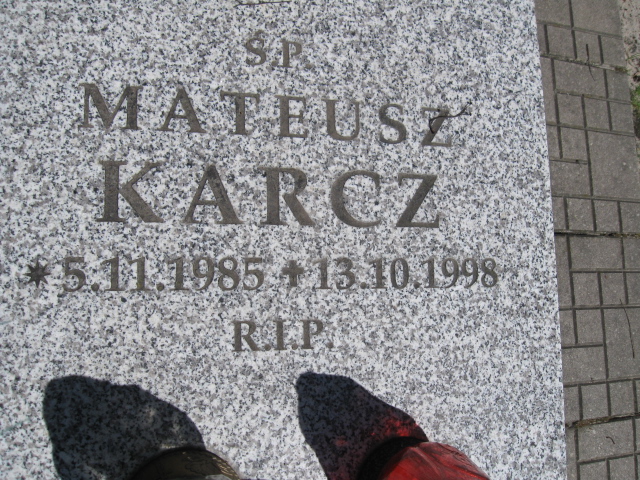 Ś.P.
MATEUSZ
KARCZ
* 5.11.1985 ✝ 13.10.1998
R.I.P.